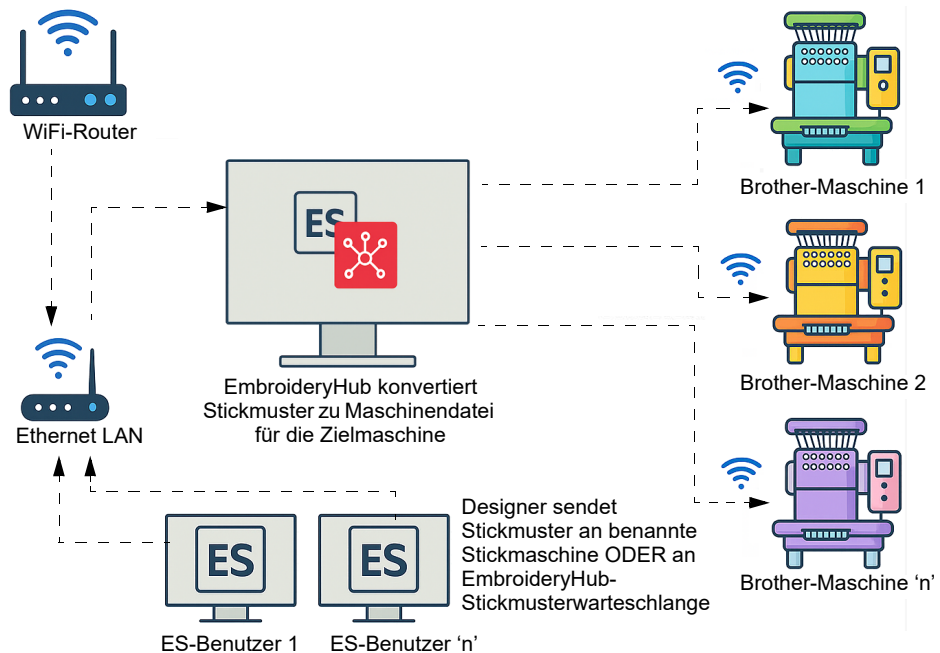 WiFi-Router
Brother-Maschine 1
ES
EmbroideryHub konvertiert
Stickmuster zu Maschinendatei
für die Zielmaschine
Brother-Maschine 2
Ethernet LAN
Designer sendet
Stickmuster an benannte
Stickmaschine ODER an
EmbroideryHub-
Stickmusterwarteschlange
ES
ES
Brother-Maschine ‘n’
ES-Benutzer 1
ES-Benutzer ‘n’